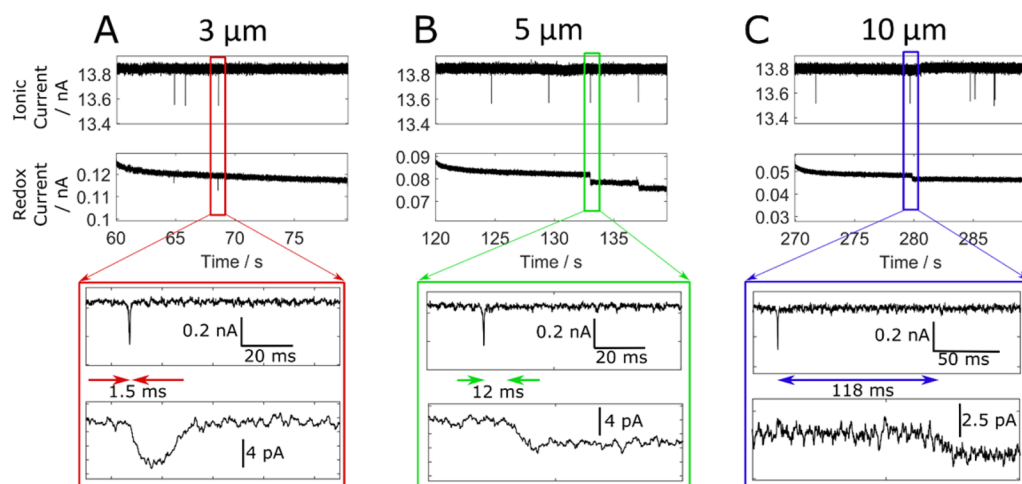 A 3 µm
B 5 µm
C 10 µm
Ionic
Current
/ nA
13.8
13.6
13.4
13.8
13.6
13.4
13.8
13.6
13.4
Redox
Current
/ nA
0.12
0.11
0.1
0.09
0.08
0.07
0.05
0.04
0.03
60 65 70 75
120 125 130 135
270 275 280 285
Time / s
Time / s
Time / s
0.2 nA
20 ms
0.2 nA
20 ms
0.2 nA
50 ms
1.5 ms
12 ms
118 ms
4 pA
4 pA
2.5 pA